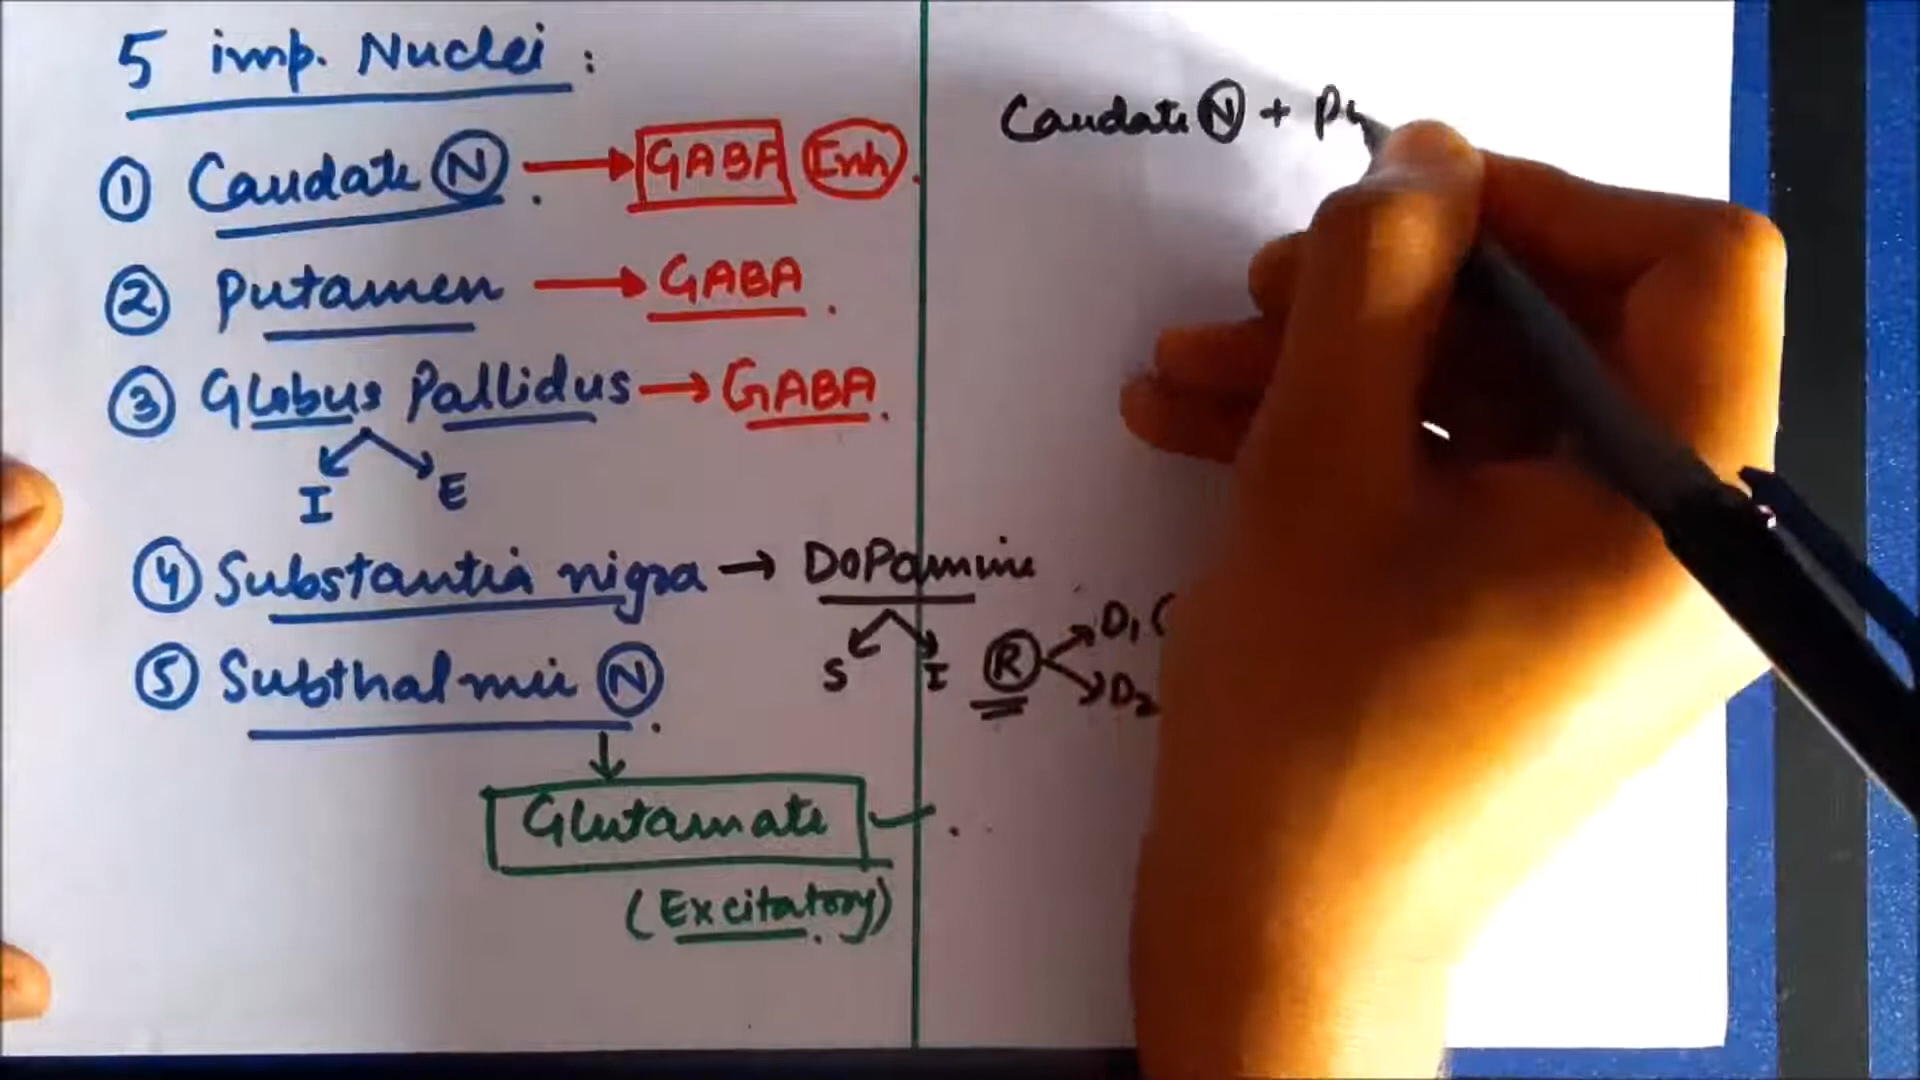 5 imp. Nuclei :
① Caudate Ⓝ . → GABA Inh .
② Putamen → GABA .
③ Globus Pallidus → GABA .
I E
④ Substantia nigra → DoPamine
S I Ⓡ D₁ (
D₂
⑤ Subthalmic Ⓝ .
Glutamate
(Excitatory)
Caudate Ⓝ + Pu